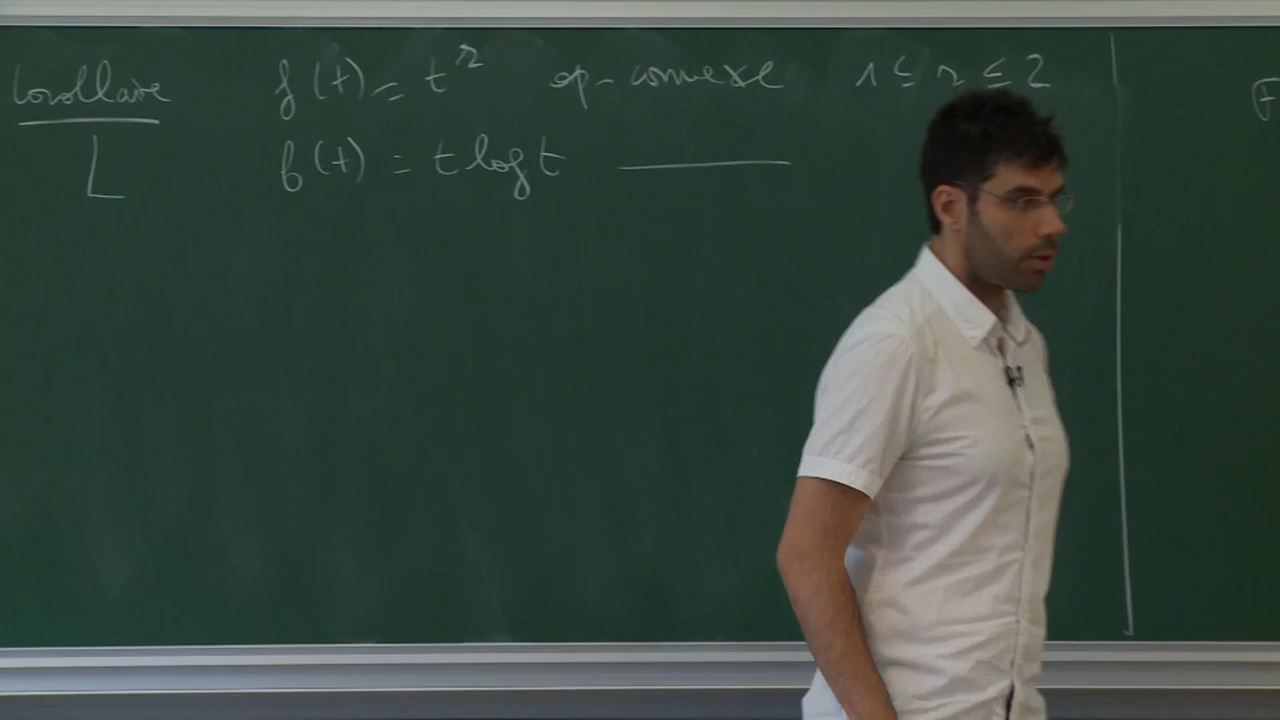 Corollaire f(t) = t^r op-convexe 1 ≤ r ≤ 2
f(t) = t log t ————